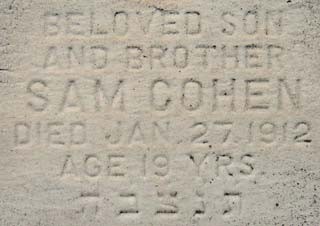 BELOVED SON
AND BROTHER
SAM COHEN
DIED JAN. 27. 1912
AGE 19 YRS.
ת נ צ ב ה